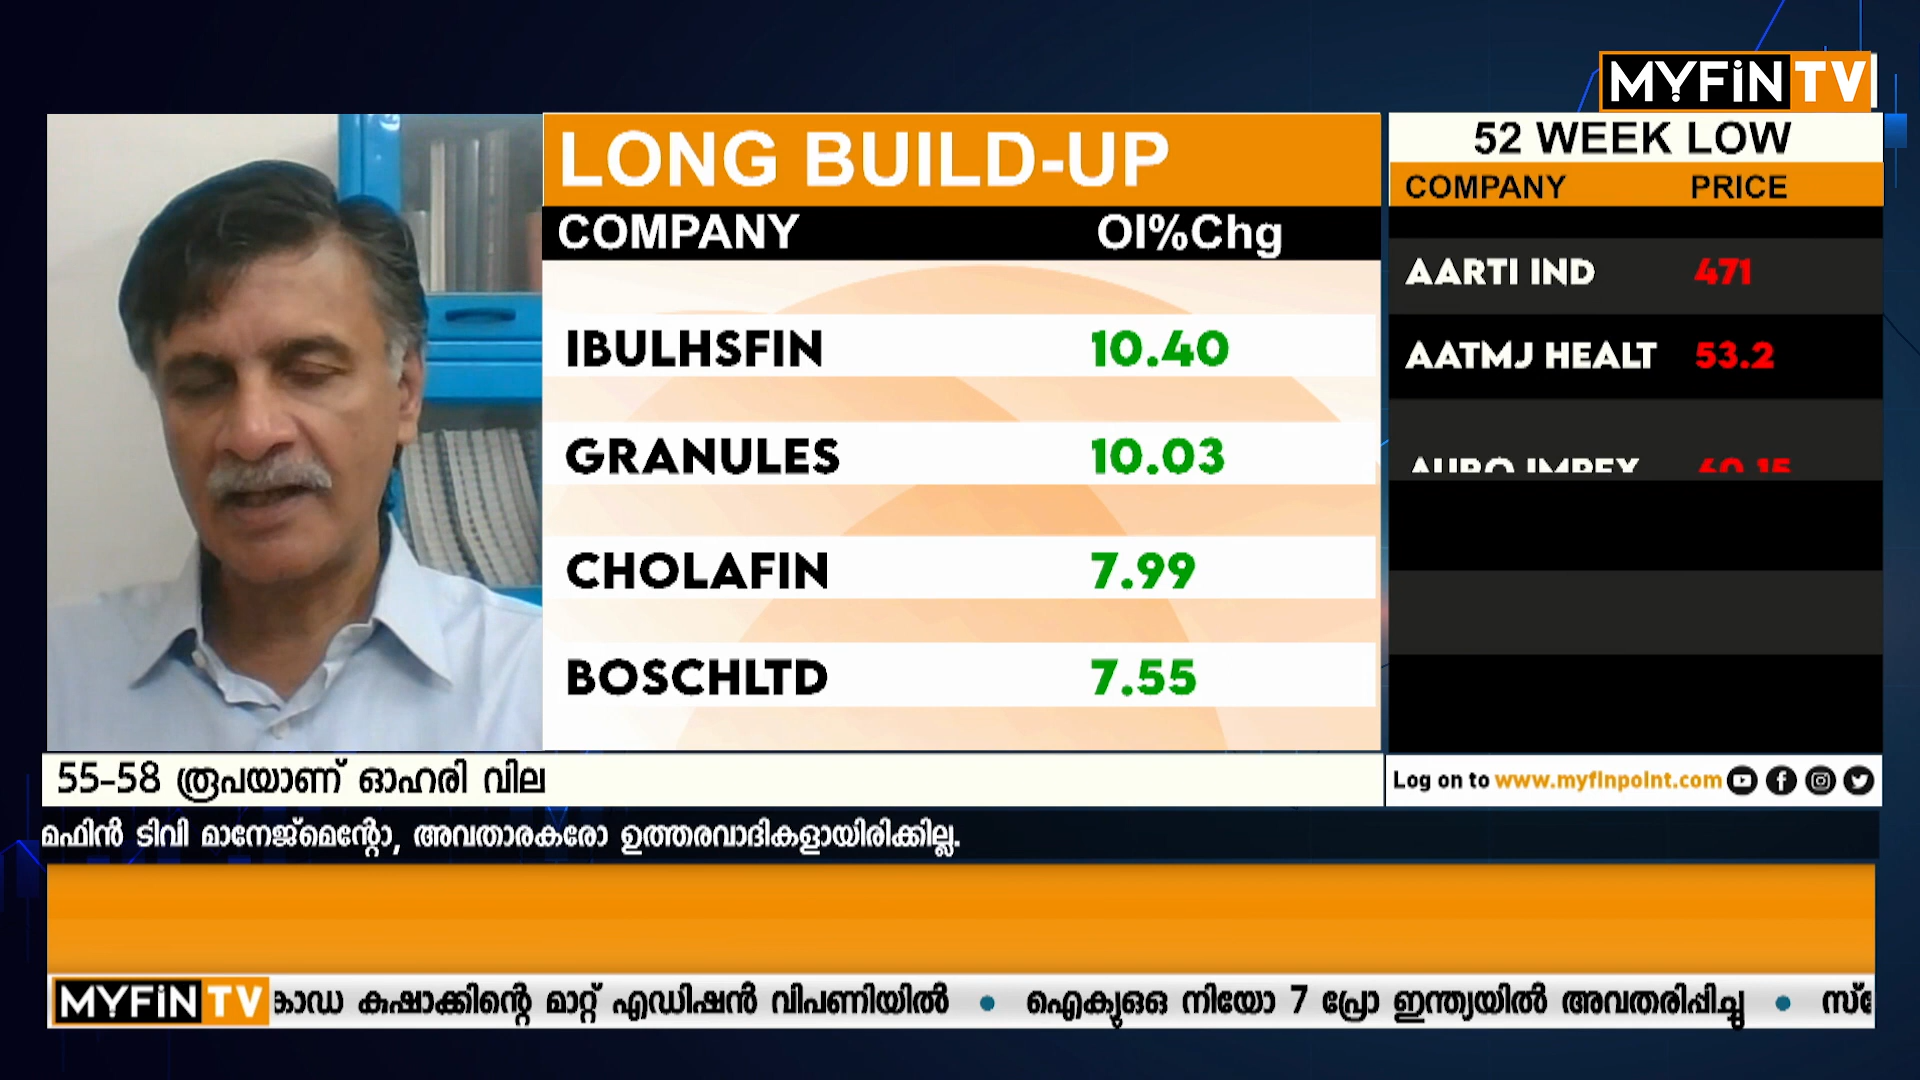 MYFiN TV
LONG BUILD-UP
COMPANY OI%Chg
IBULHSFIN 10.40
GRANULES 10.03
CHOLAFIN 7.99
BOSCHLTD 7.55
52 WEEK LOW
COMPANY PRICE
AARTI IND 471
AATMJ HEALT 53.2
55-58 രൂപയാണ് ഓഹരി വില
Log on to www.myfinpoint.com
മഫിൻ ടിവി മാനേജ്മെന്റോ, അവതാരകരോ ഉത്തരവാദികളായിരിക്കില്ല.
MYFiN TV കാഡ കുഷാക്കിന്റെ മാറ്റ് എഡിഷൻ വിപണിയിൽ • ഐക്യുഒഒ നിയോ 7 പ്രോ ഇന്ത്യയിൽ അവതരിപ്പിച്ചു •